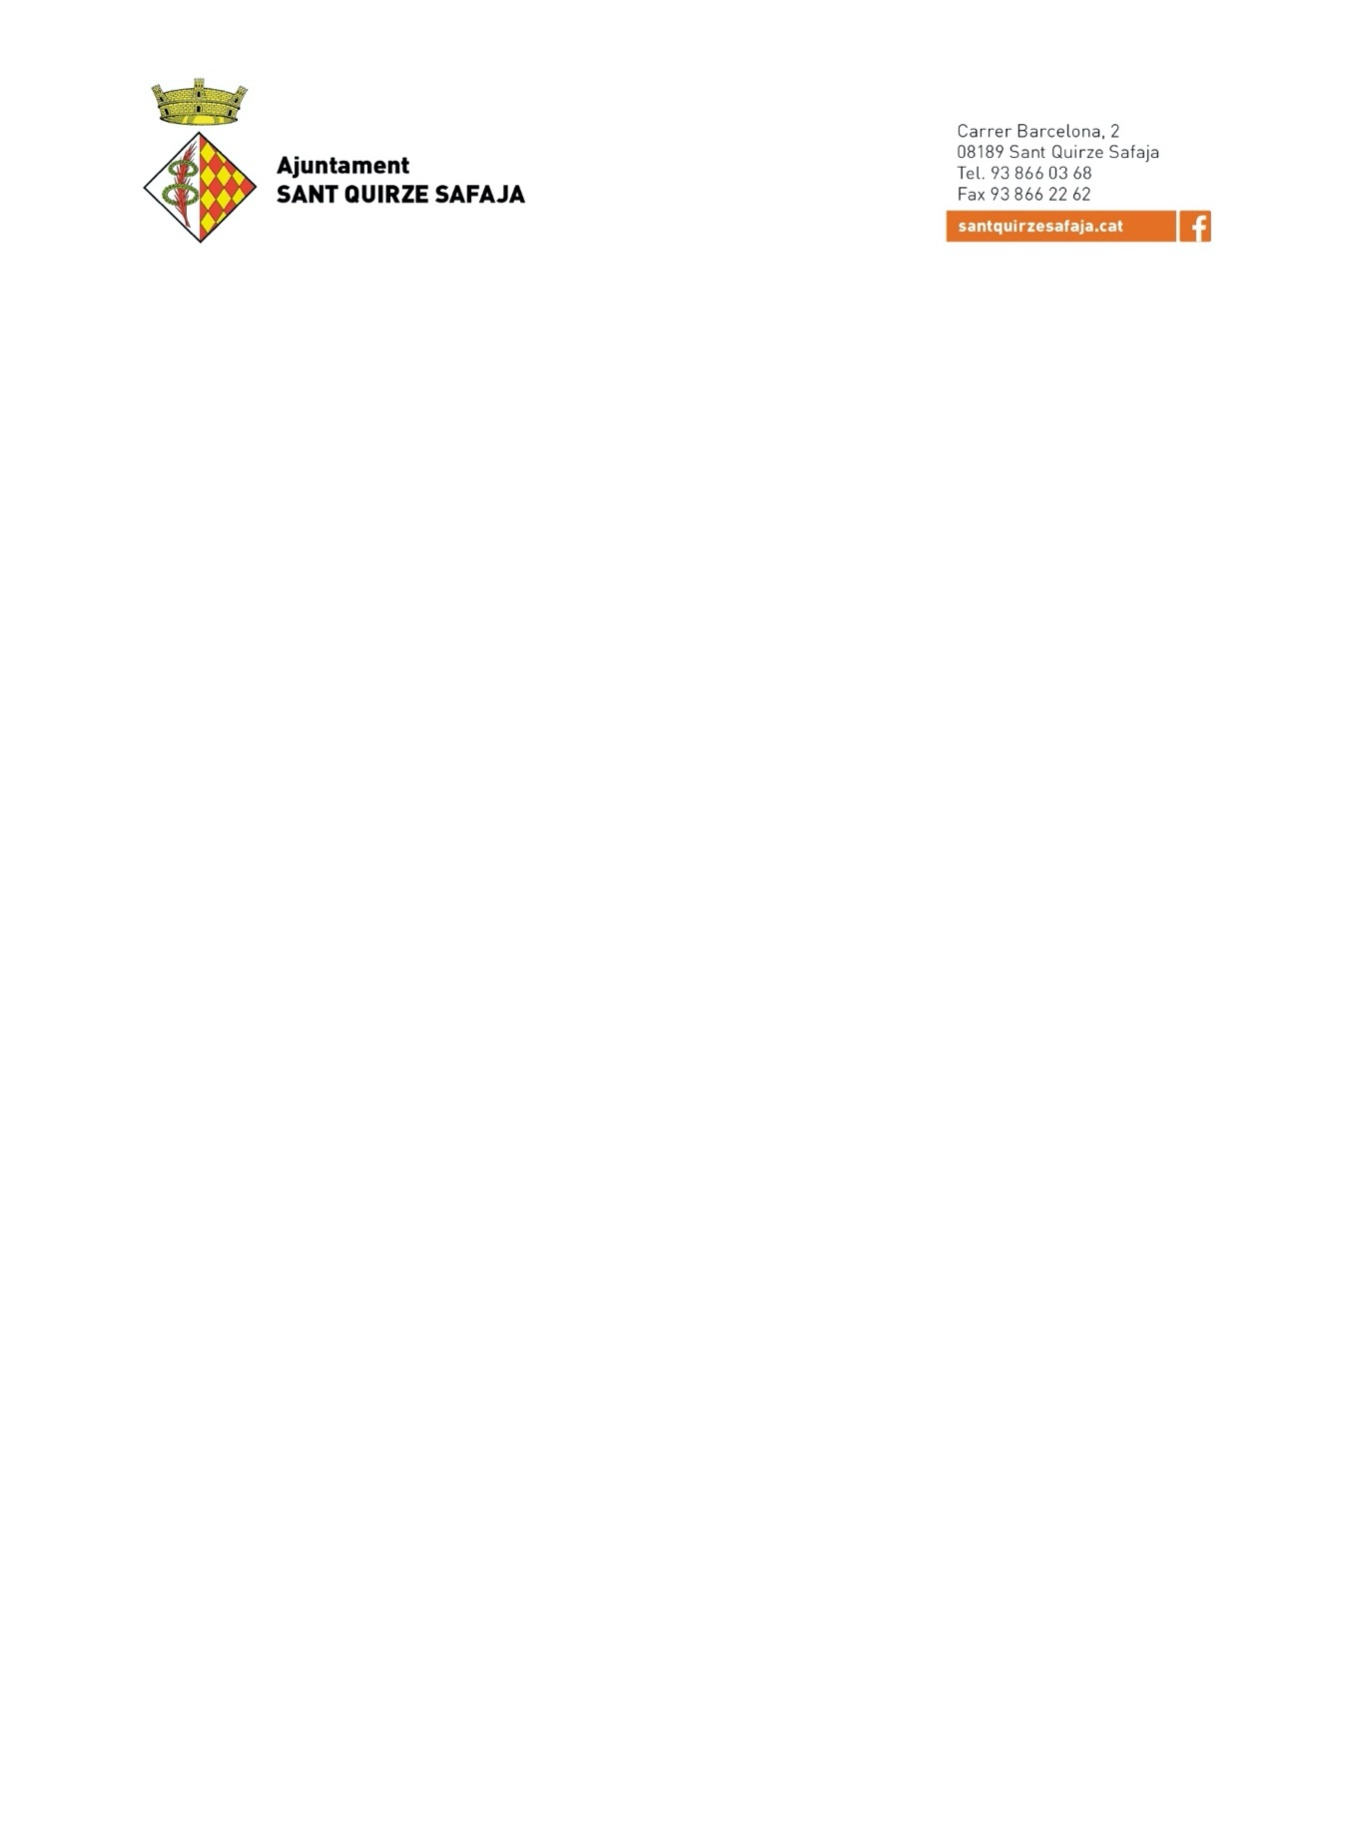 Ajuntament
SANT QUIRZE SAFAJA
Carrer Barcelona, 2
08189 Sant Quirze Safaja
Tel. 93 866 03 68
Fax 93 866 22 62
santquirzesafaja.cat